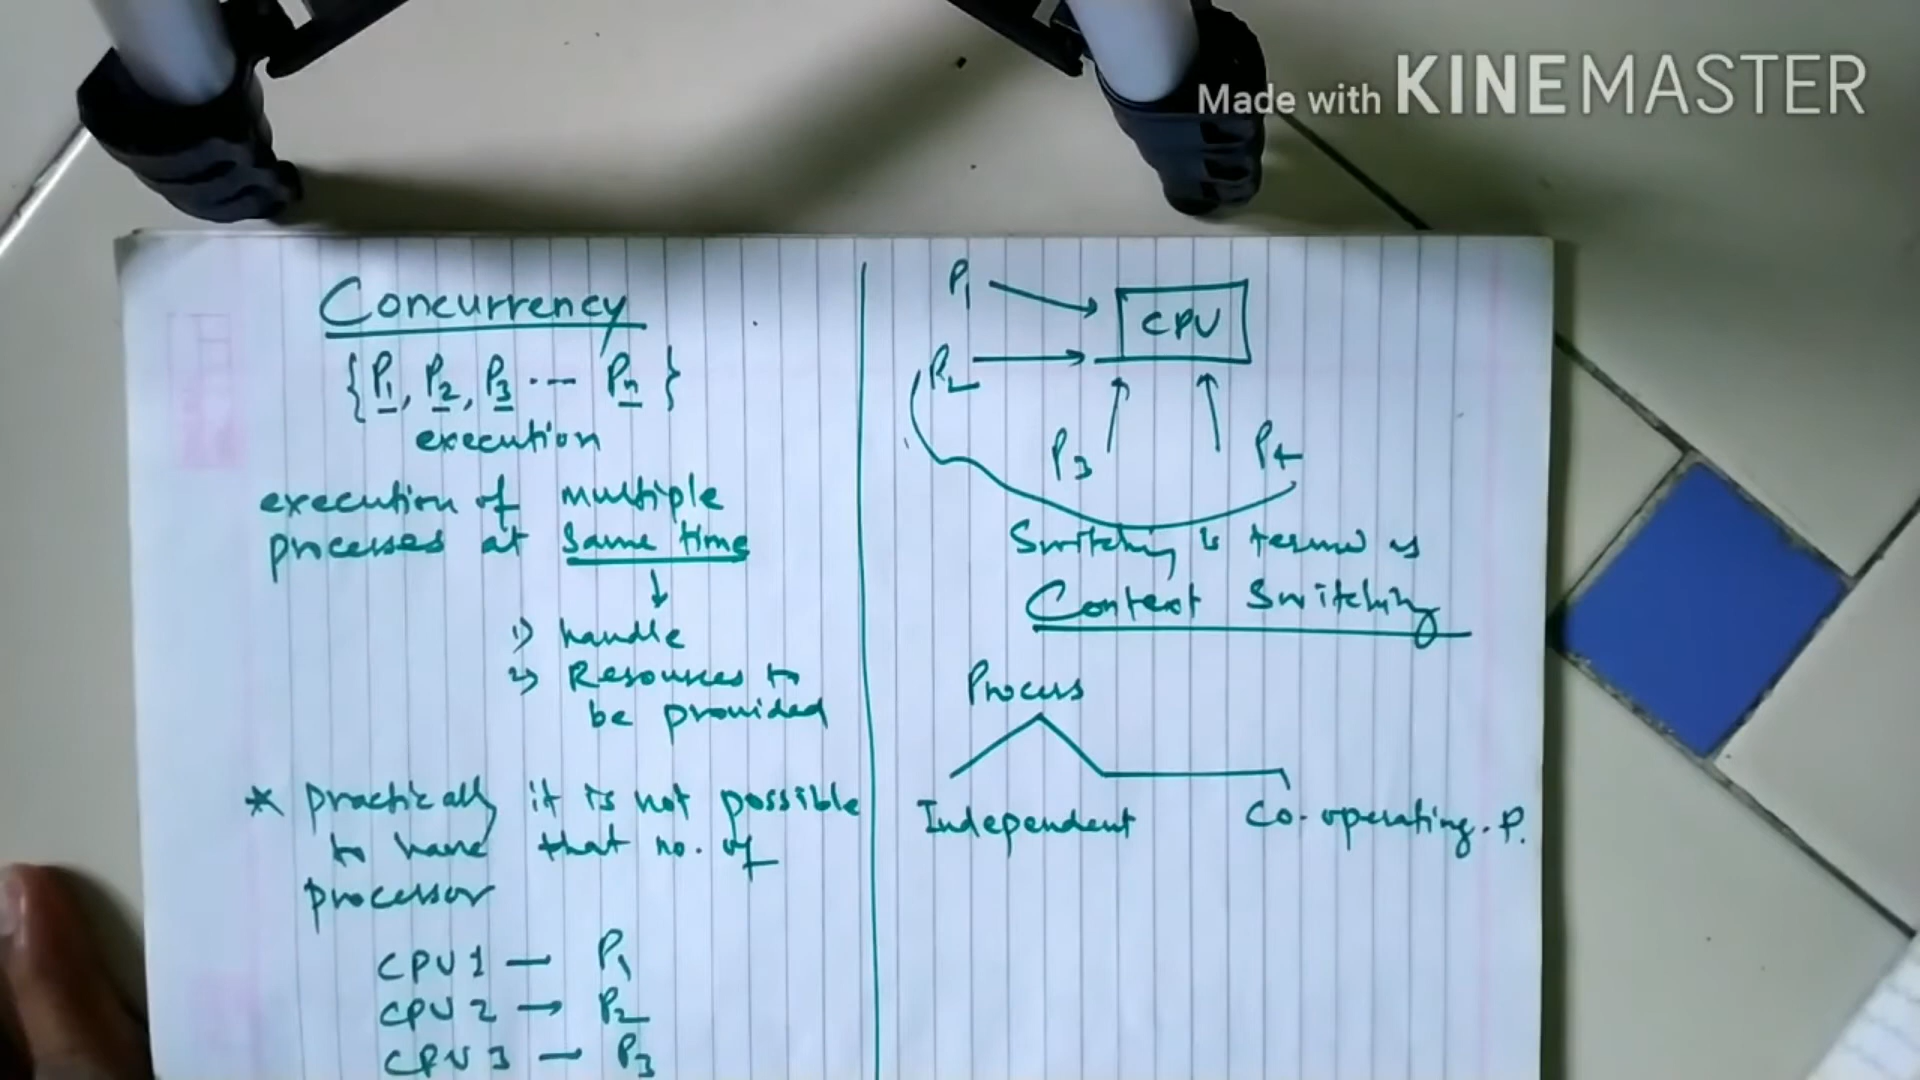 Made with KINEMASTER
Concurrency
{P1, P2, P3 .-- Pn}
execution
execution of multiple
processes at same time
↓
1) handle
2) Resources to
be provided
* practically it is not possible
to have that no. of
processor
CPU 1 — P1
CPU 2 → P2
CPU 3 — P3
P1
CPU
P2
P3
P4
Switching is termed as
Context Switching
Process
Independent
Co-operating. P.